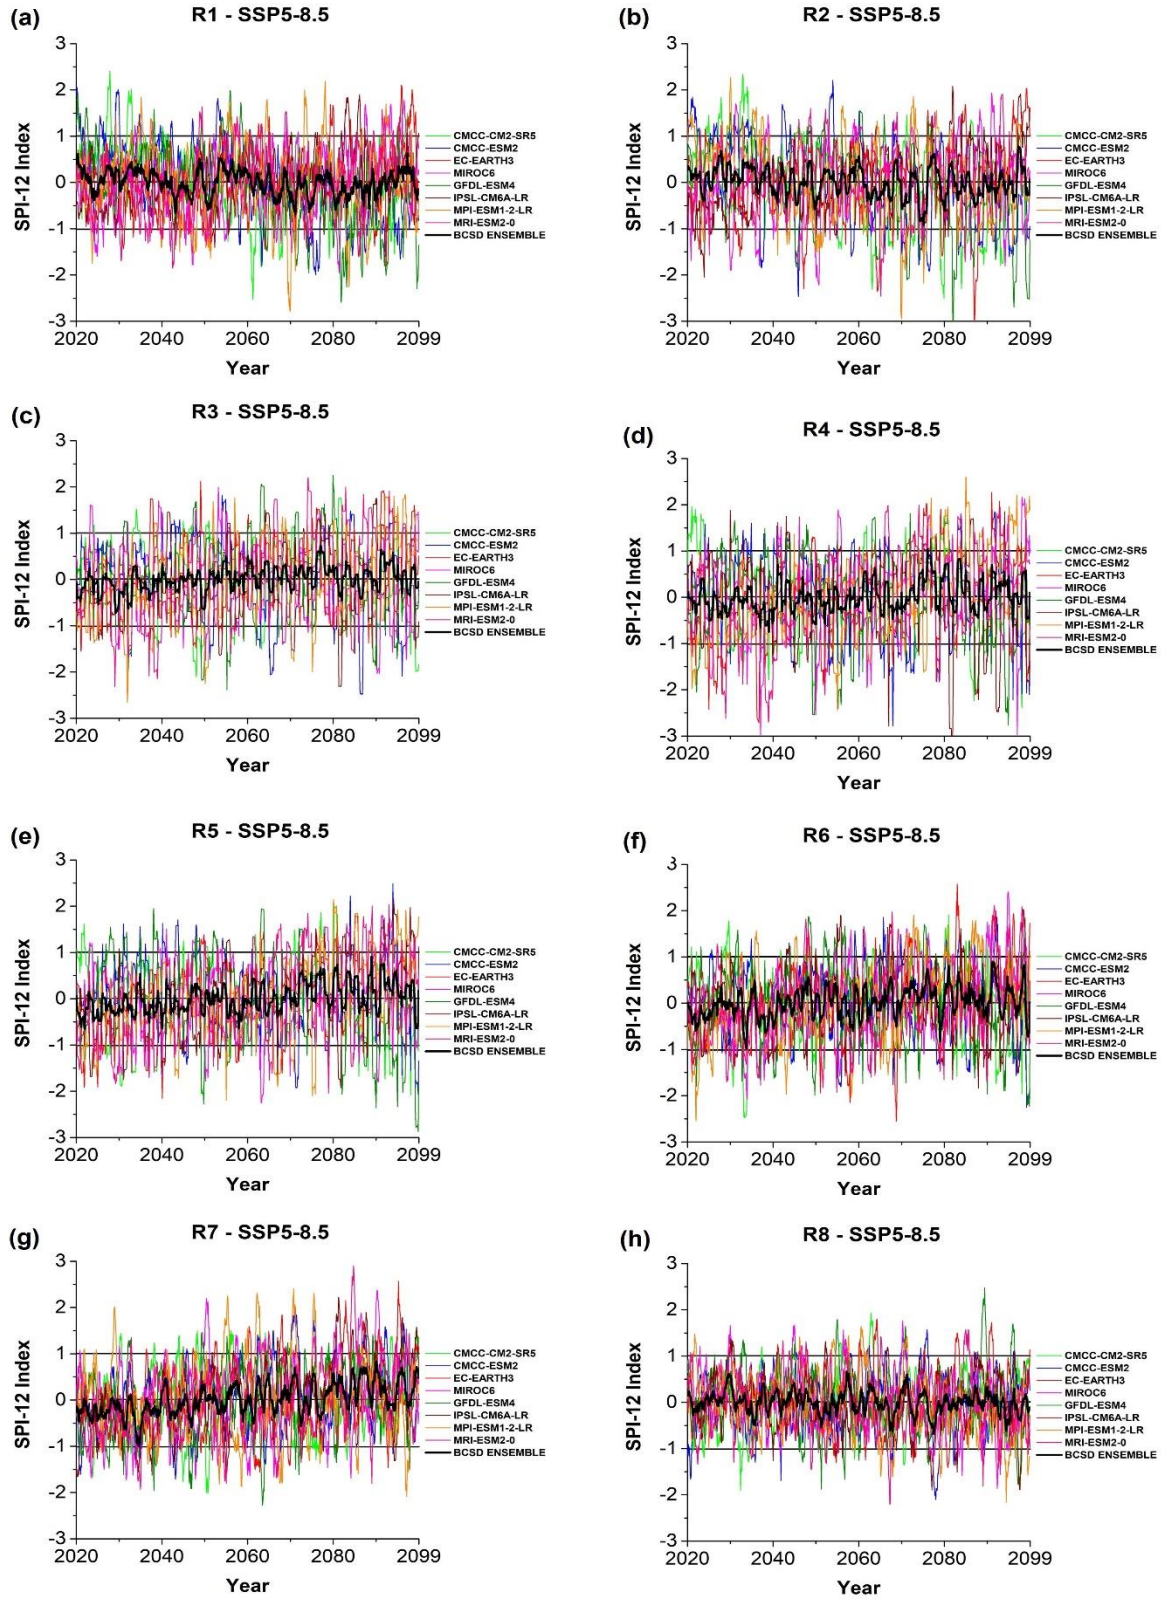 (a)
R1 - SSP5-8.5
SPI-12 Index
3
2
1
0
-1
-2
-3
2020
2040
2060
2080
2099
Year
CMCC-CM2-SR5
CMCC-ESM2
EC-EARTH3
MIROC6
GFDL-ESM4
IPSL-CM6A-LR
MPI-ESM1-2-LR
MRI-ESM2-0
BCSD ENSEMBLE
(b)
R2 - SSP5-8.5
SPI-12 Index
3
2
1
0
-1
-2
-3
2020
2040
2060
2080
2099
Year
CMCC-CM2-SR5
CMCC-ESM2
EC-EARTH3
MIROC6
GFDL-ESM4
IPSL-CM6A-LR
MPI-ESM1-2-LR
MRI-ESM2-0
BCSD ENSEMBLE
(c)
R3 - SSP5-8.5
SPI-12 Index
3
2
1
0
-1
-2
-3
2020
2040
2060
2080
2099
Year
CMCC-CM2-SR5
CMCC-ESM2
EC-EARTH3
MIROC6
GFDL-ESM4
IPSL-CM6A-LR
MPI-ESM1-2-LR
MRI-ESM2-0
BCSD ENSEMBLE
(d)
R4 - SSP5-8.5
SPI-12 Index
3
2
1
0
-1
-2
-3
2020
2040
2060
2080
2099
Year
CMCC-CM2-SR5
CMCC-ESM2
EC-EARTH3
MIROC6
GFDL-ESM4
IPSL-CM6A-LR
MPI-ESM1-2-LR
MRI-ESM2-0
BCSD ENSEMBLE
(e)
R5 - SSP5-8.5
SPI-12 Index
3
2
1
0
-1
-2
-3
2020
2040
2060
2080
2099
Year
CMCC-CM2-SR5
CMCC-ESM2
EC-EARTH3
MIROC6
GFDL-ESM4
IPSL-CM6A-LR
MPI-ESM1-2-LR
MRI-ESM2-0
BCSD ENSEMBLE
(f)
R6 - SSP5-8.5
SPI-12 Index
3
2
1
0
-1
-2
-3
2020
2040
2060
2080
2099
Year
CMCC-CM2-SR5
CMCC-ESM2
EC-EARTH3
MIROC6
GFDL-ESM4
IPSL-CM6A-LR
MPI-ESM1-2-LR
MRI-ESM2-0
BCSD ENSEMBLE
(g)
R7 - SSP5-8.5
SPI-12 Index
3
2
1
0
-1
-2
-3
2020
2040
2060
2080
2099
Year
CMCC-CM2-SR5
CMCC-ESM2
EC-EARTH3
MIROC6
GFDL-ESM4
IPSL-CM6A-LR
MPI-ESM1-2-LR
MRI-ESM2-0
BCSD ENSEMBLE
(h)
R8 - SSP5-8.5
SPI-12 Index
3
2
1
0
-1
-2
-3
2020
2040
2060
2080
2099
Year
CMCC-CM2-SR5
CMCC-ESM2
EC-EARTH3
MIROC6
GFDL-ESM4
IPSL-CM6A-LR
MPI-ESM1-2-LR
MRI-ESM2-0
BCSD ENSEMBLE